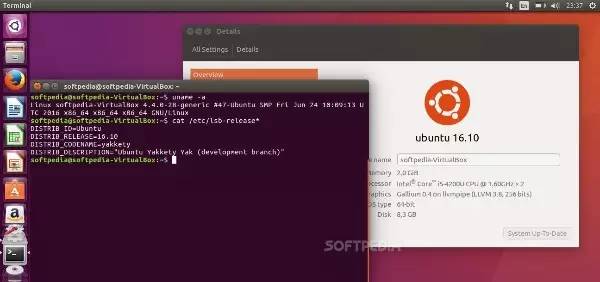 Terminal
En
23:37
Details
All Settings
Details
Overview
softpedia@softpedia-VirtualBox: ~
softpedia@softpedia-VirtualBox:~$ uname -a
Linux softpedia-VirtualBox 4.4.0-28-generic #47-Ubuntu SMP Fri Jun 24 10:09:13 U
TC 2016 x86_64 x86_64 x86_64 GNU/Linux
softpedia@softpedia-VirtualBox:~$ cat /etc/lsb-release*
DISTRIB_ID=Ubuntu
DISTRIB_RELEASE=16.10
DISTRIB_CODENAME=yakkety
DISTRIB_DESCRIPTION="Ubuntu Yakkety Yak (development branch)"
softpedia@softpedia-VirtualBox:~$
ubuntu 16.10
name softpedia-VirtualBox
2,0 GiB
Intel® Core™ i5-4200U CPU @ 1.60GHz × 2
Gallium 0.4 on llvmpipe (LLVM 3.8, 256 bits)
OS type 64-bit
Disk 8,3 GB
System Up-To-Date
SOFTPEDIA